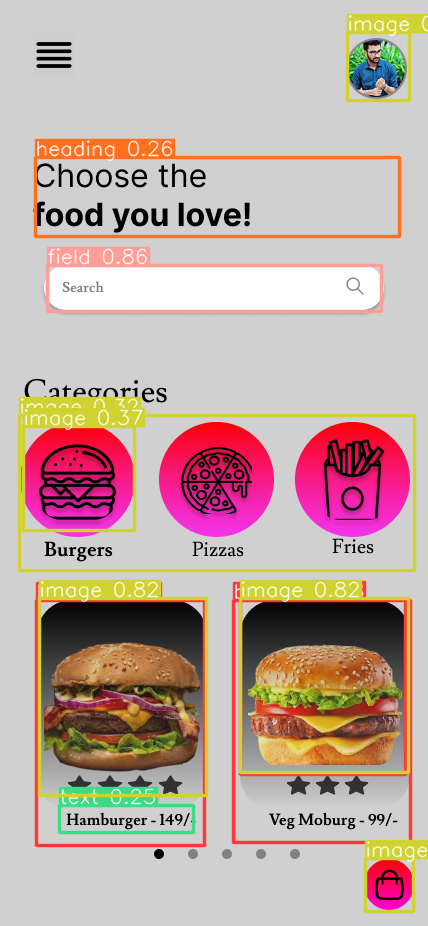 image 0.
heading 0.26
Choose the
food you love!
field 0.86
Search
Categories
image 0.32
image 0.37
Burgers
Pizzas
Fries
image 0.82
image 0.82
text 0.25
Hamburger - 149/-
Veg Moburg - 99/-
image